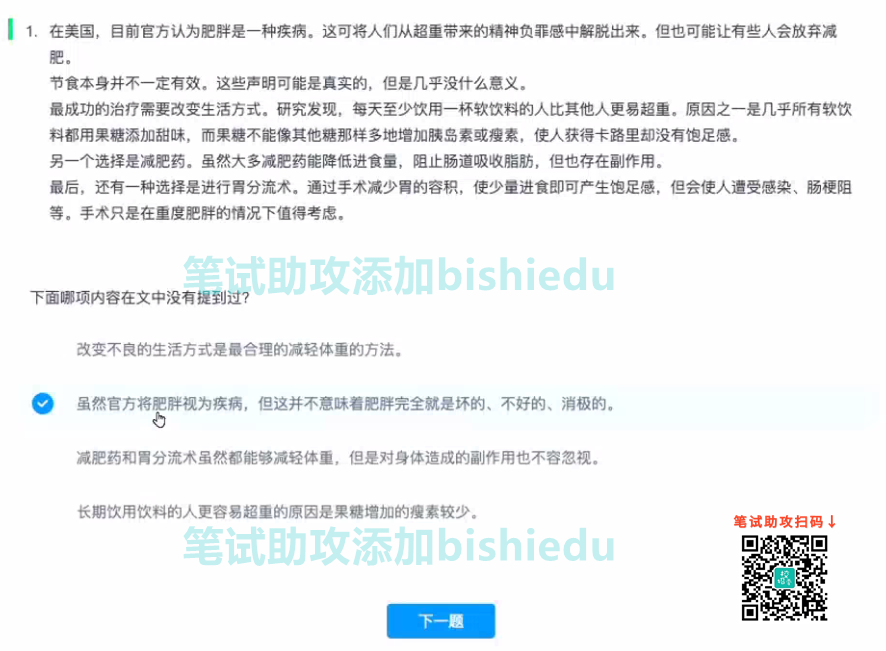 1. 在美国，目前官方认为肥胖是一种疾病。这可将人们从超重带来的精神负罪感中解脱出来。但也可能让有些人会放弃减
肥。
节食本身并不一定有效。这些声明可能是真实的，但是几乎没什么意义。
最成功的治疗需要改变生活方式。研究发现，每天至少饮用一杯软饮料的人比其他人更易超重。原因之一是几乎所有软饮
料都用果糖添加甜味，而果糖不能像其他糖那样多地增加胰岛素或瘦素，使人获得卡路里却没有饱足感。
另一个选择是减肥药。虽然大多减肥药能降低进食量，阻止肠道吸收脂肪，但也存在副作用。
最后，还有一种选择是进行胃分流术。通过手术减少胃的容积，使少量进食即可产生饱足感，但会使人遭受感染、肠梗阻
等。手术只是在重度肥胖的情况下值得考虑。
笔试助攻添加bishiedu
下面哪项内容在文中没有提到过?
改变不良的生活方式是最合理的减轻体重的方法。
虽然官方将肥胖视为疾病，但这并不意味着肥胖完全就是坏的、不好的、消极的。
减肥药和胃分流术虽然都能够减轻体重，但是对身体造成的副作用也不容忽视。
长期饮用饮料的人更容易超重的原因是果糖增加的瘦素较少。
笔试助攻扫码↓
笔试助攻添加bishiedu
下一题